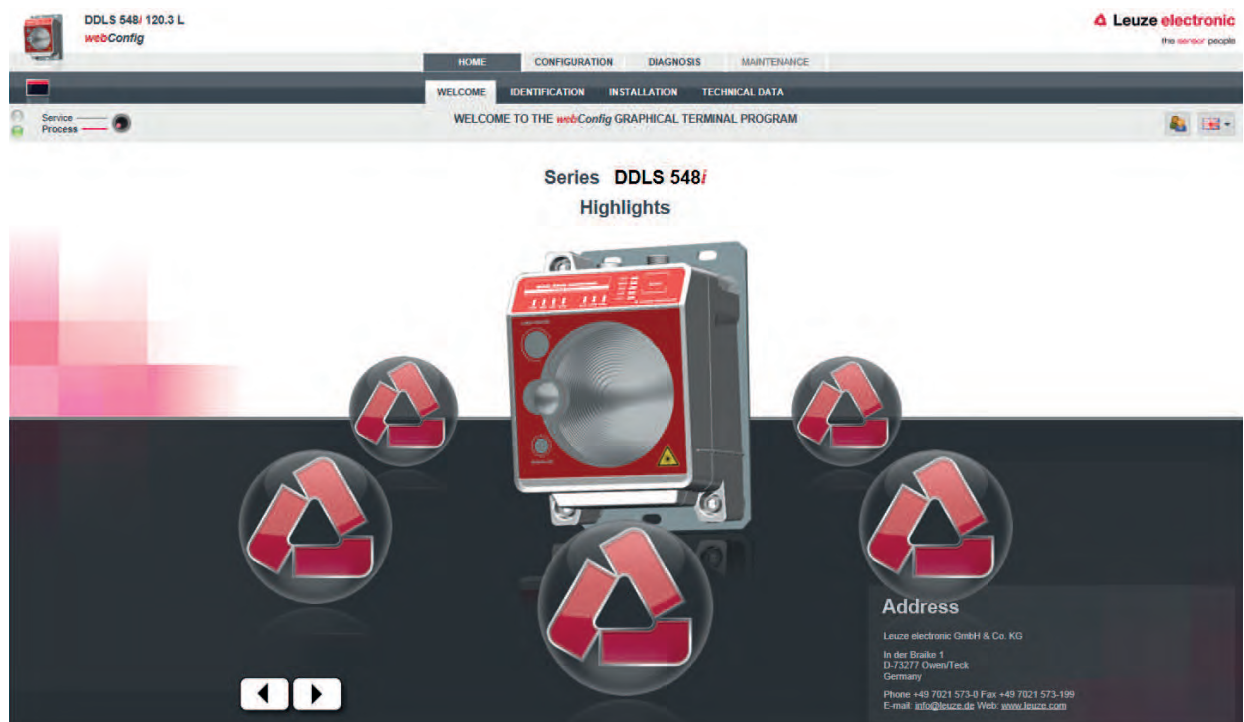 DDLS 548i 120.3 L
webConfig
Leuze electronic
the sensor people
HOME CONFIGURATION DIAGNOSIS MAINTENANCE
WELCOME IDENTIFICATION INSTALLATION TECHNICAL DATA
Service
Process
WELCOME TO THE webConfig GRAPHICAL TERMINAL PROGRAM
Series DDLS 548i
Highlights
Address
Leuze electronic GmbH & Co. KG
In der Braike 1
D-73277 Owen/Teck
Germany
Phone +49 7021 573-0 Fax +49 7021 573-199
E-mail: info@leuze.de Web: www.leuze.com